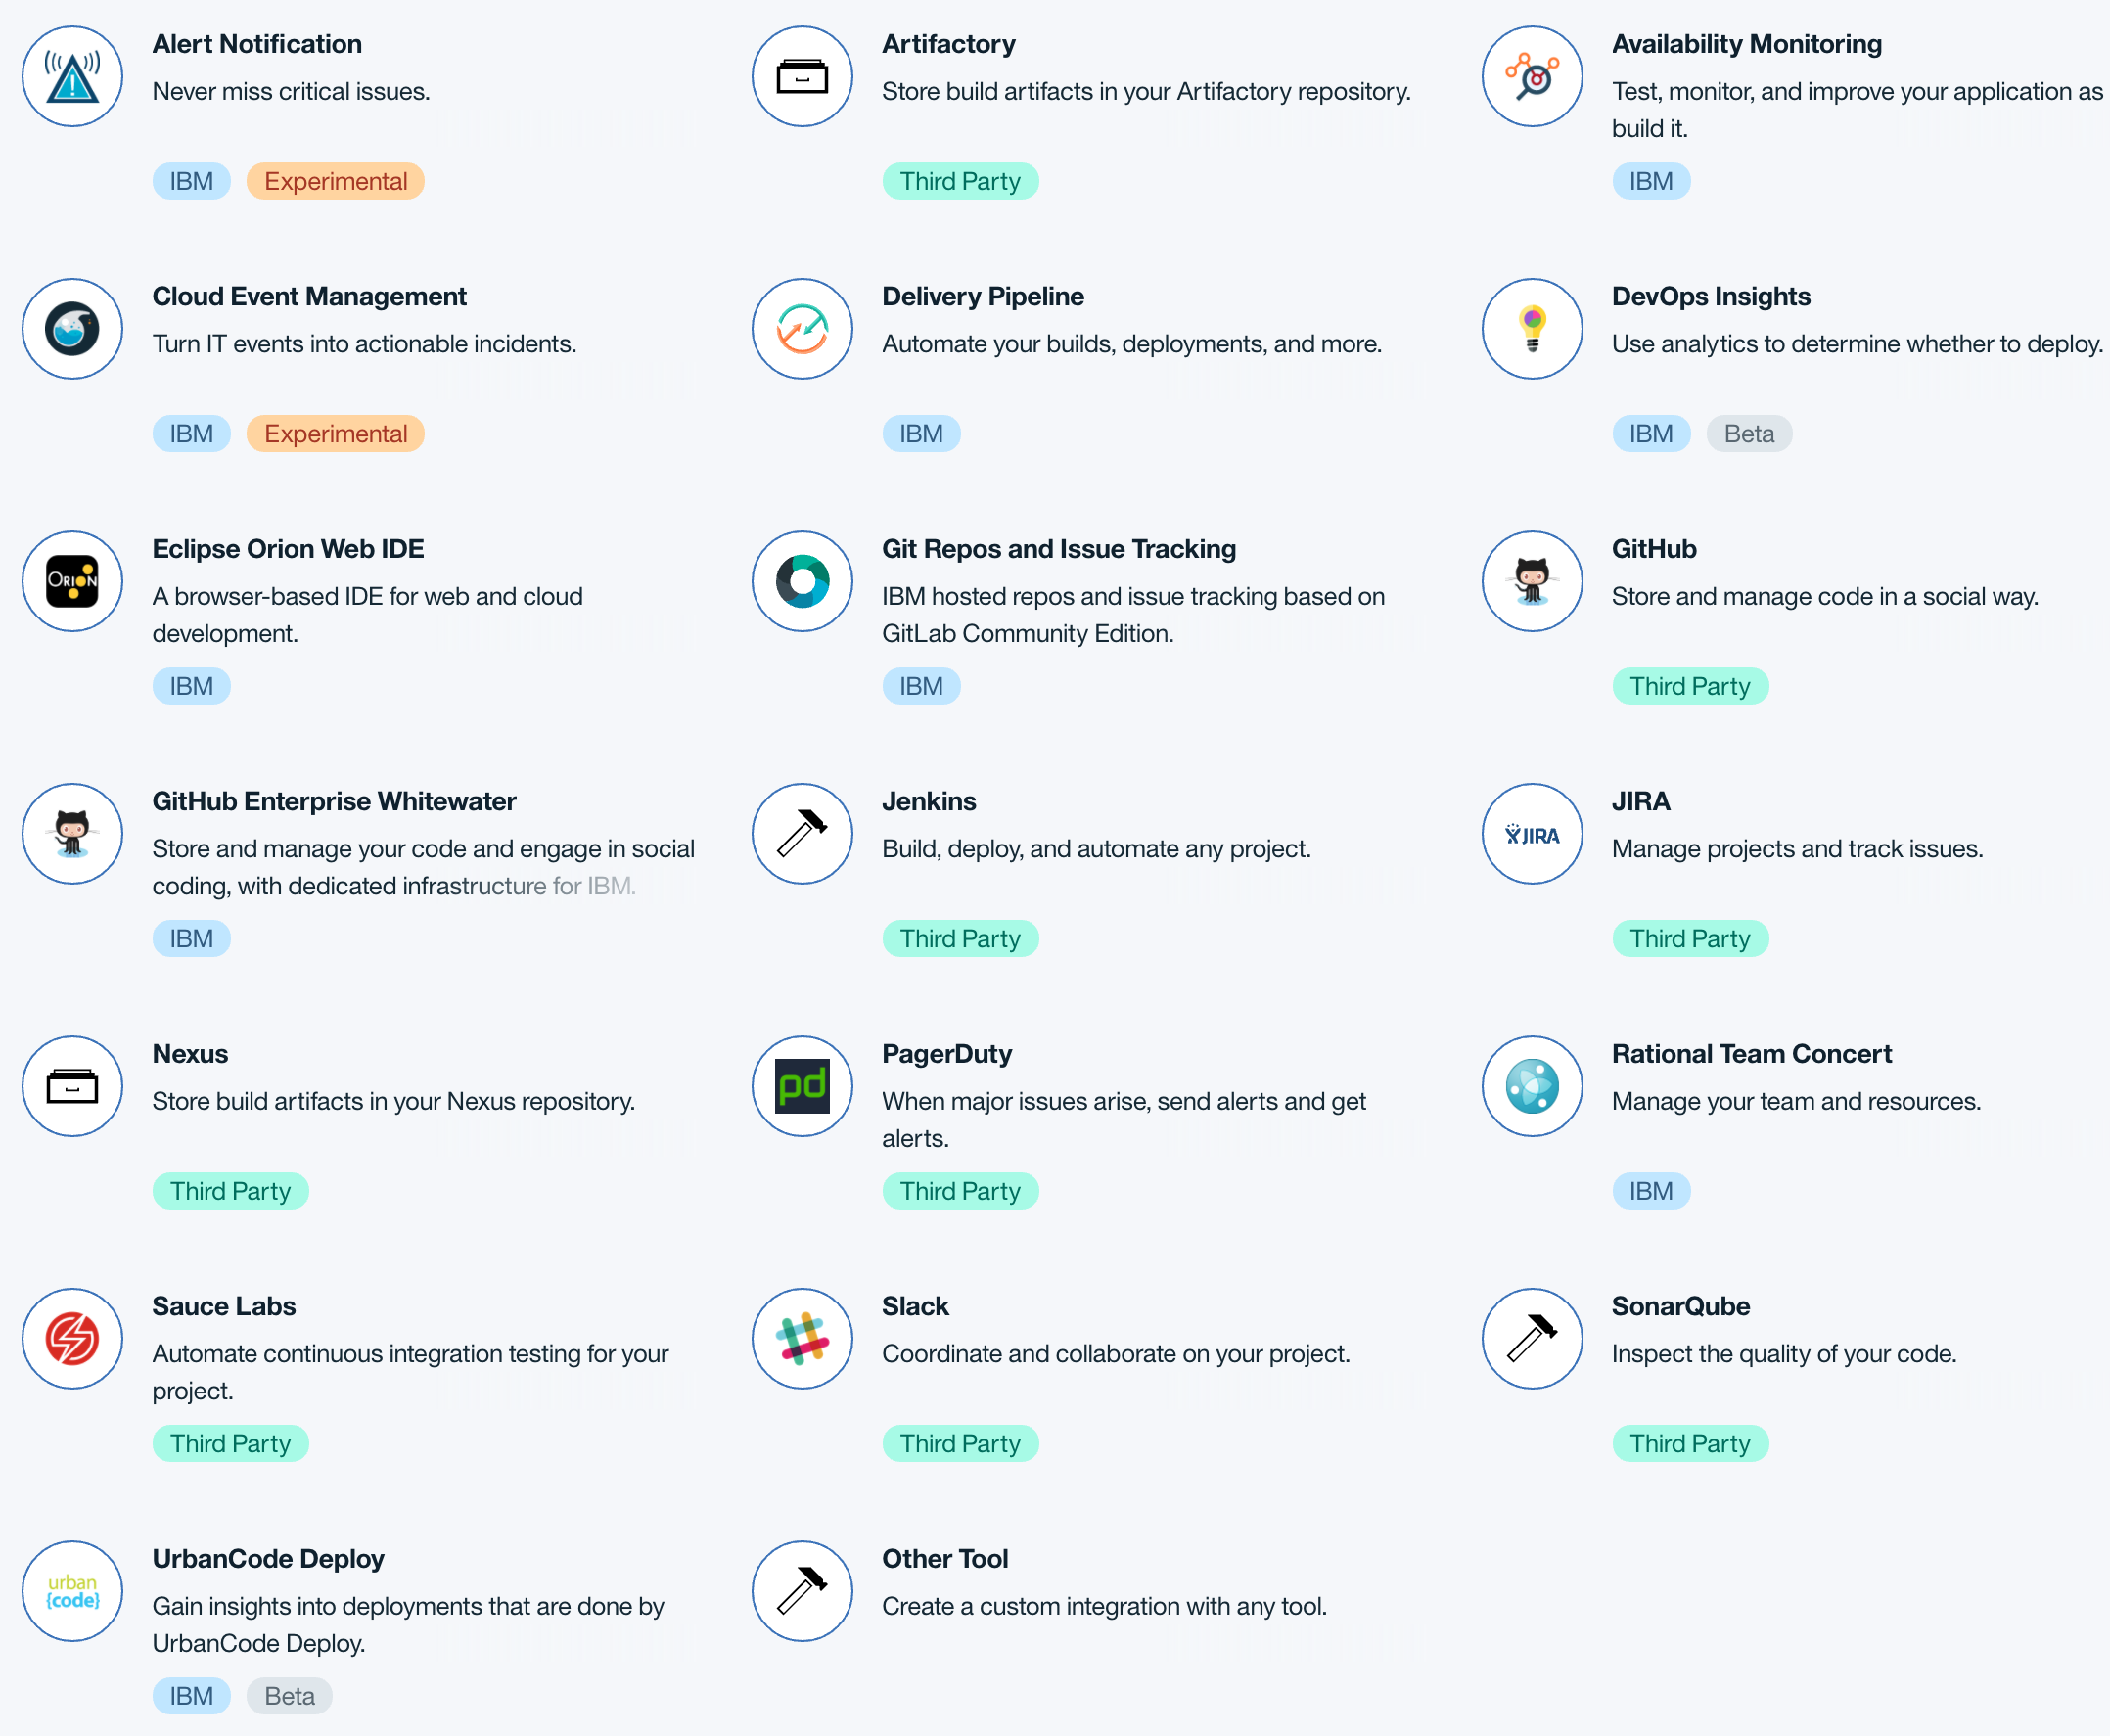 Alert Notification
Never miss critical issues.
IBM Experimental
Artifactory
Store build artifacts in your Artifactory repository.
Third Party
Availability Monitoring
Test, monitor, and improve your application as
build it.
IBM
Cloud Event Management
Turn IT events into actionable incidents.
IBM Experimental
Delivery Pipeline
Automate your builds, deployments, and more.
IBM
DevOps Insights
Use analytics to determine whether to deploy.
IBM Beta
ORION
Eclipse Orion Web IDE
A browser-based IDE for web and cloud
development.
IBM
Git Repos and Issue Tracking
IBM hosted repos and issue tracking based on
GitLab Community Edition.
IBM
GitHub
Store and manage code in a social way.
Third Party
GitHub Enterprise Whitewater
Store and manage your code and engage in social
coding, with dedicated infrastructure for IBM.
IBM
Jenkins
Build, deploy, and automate any project.
Third Party
JIRA
JIRA
Manage projects and track issues.
Third Party
Nexus
Store build artifacts in your Nexus repository.
Third Party
pd
PagerDuty
When major issues arise, send alerts and get
alerts.
Third Party
Rational Team Concert
Manage your team and resources.
IBM
Sauce Labs
Automate continuous integration testing for your
project.
Third Party
Slack
Coordinate and collaborate on your project.
Third Party
SonarQube
Inspect the quality of your code.
Third Party
urban
{code}
UrbanCode Deploy
Gain insights into deployments that are done by
UrbanCode Deploy.
IBM Beta
Other Tool
Create a custom integration with any tool.